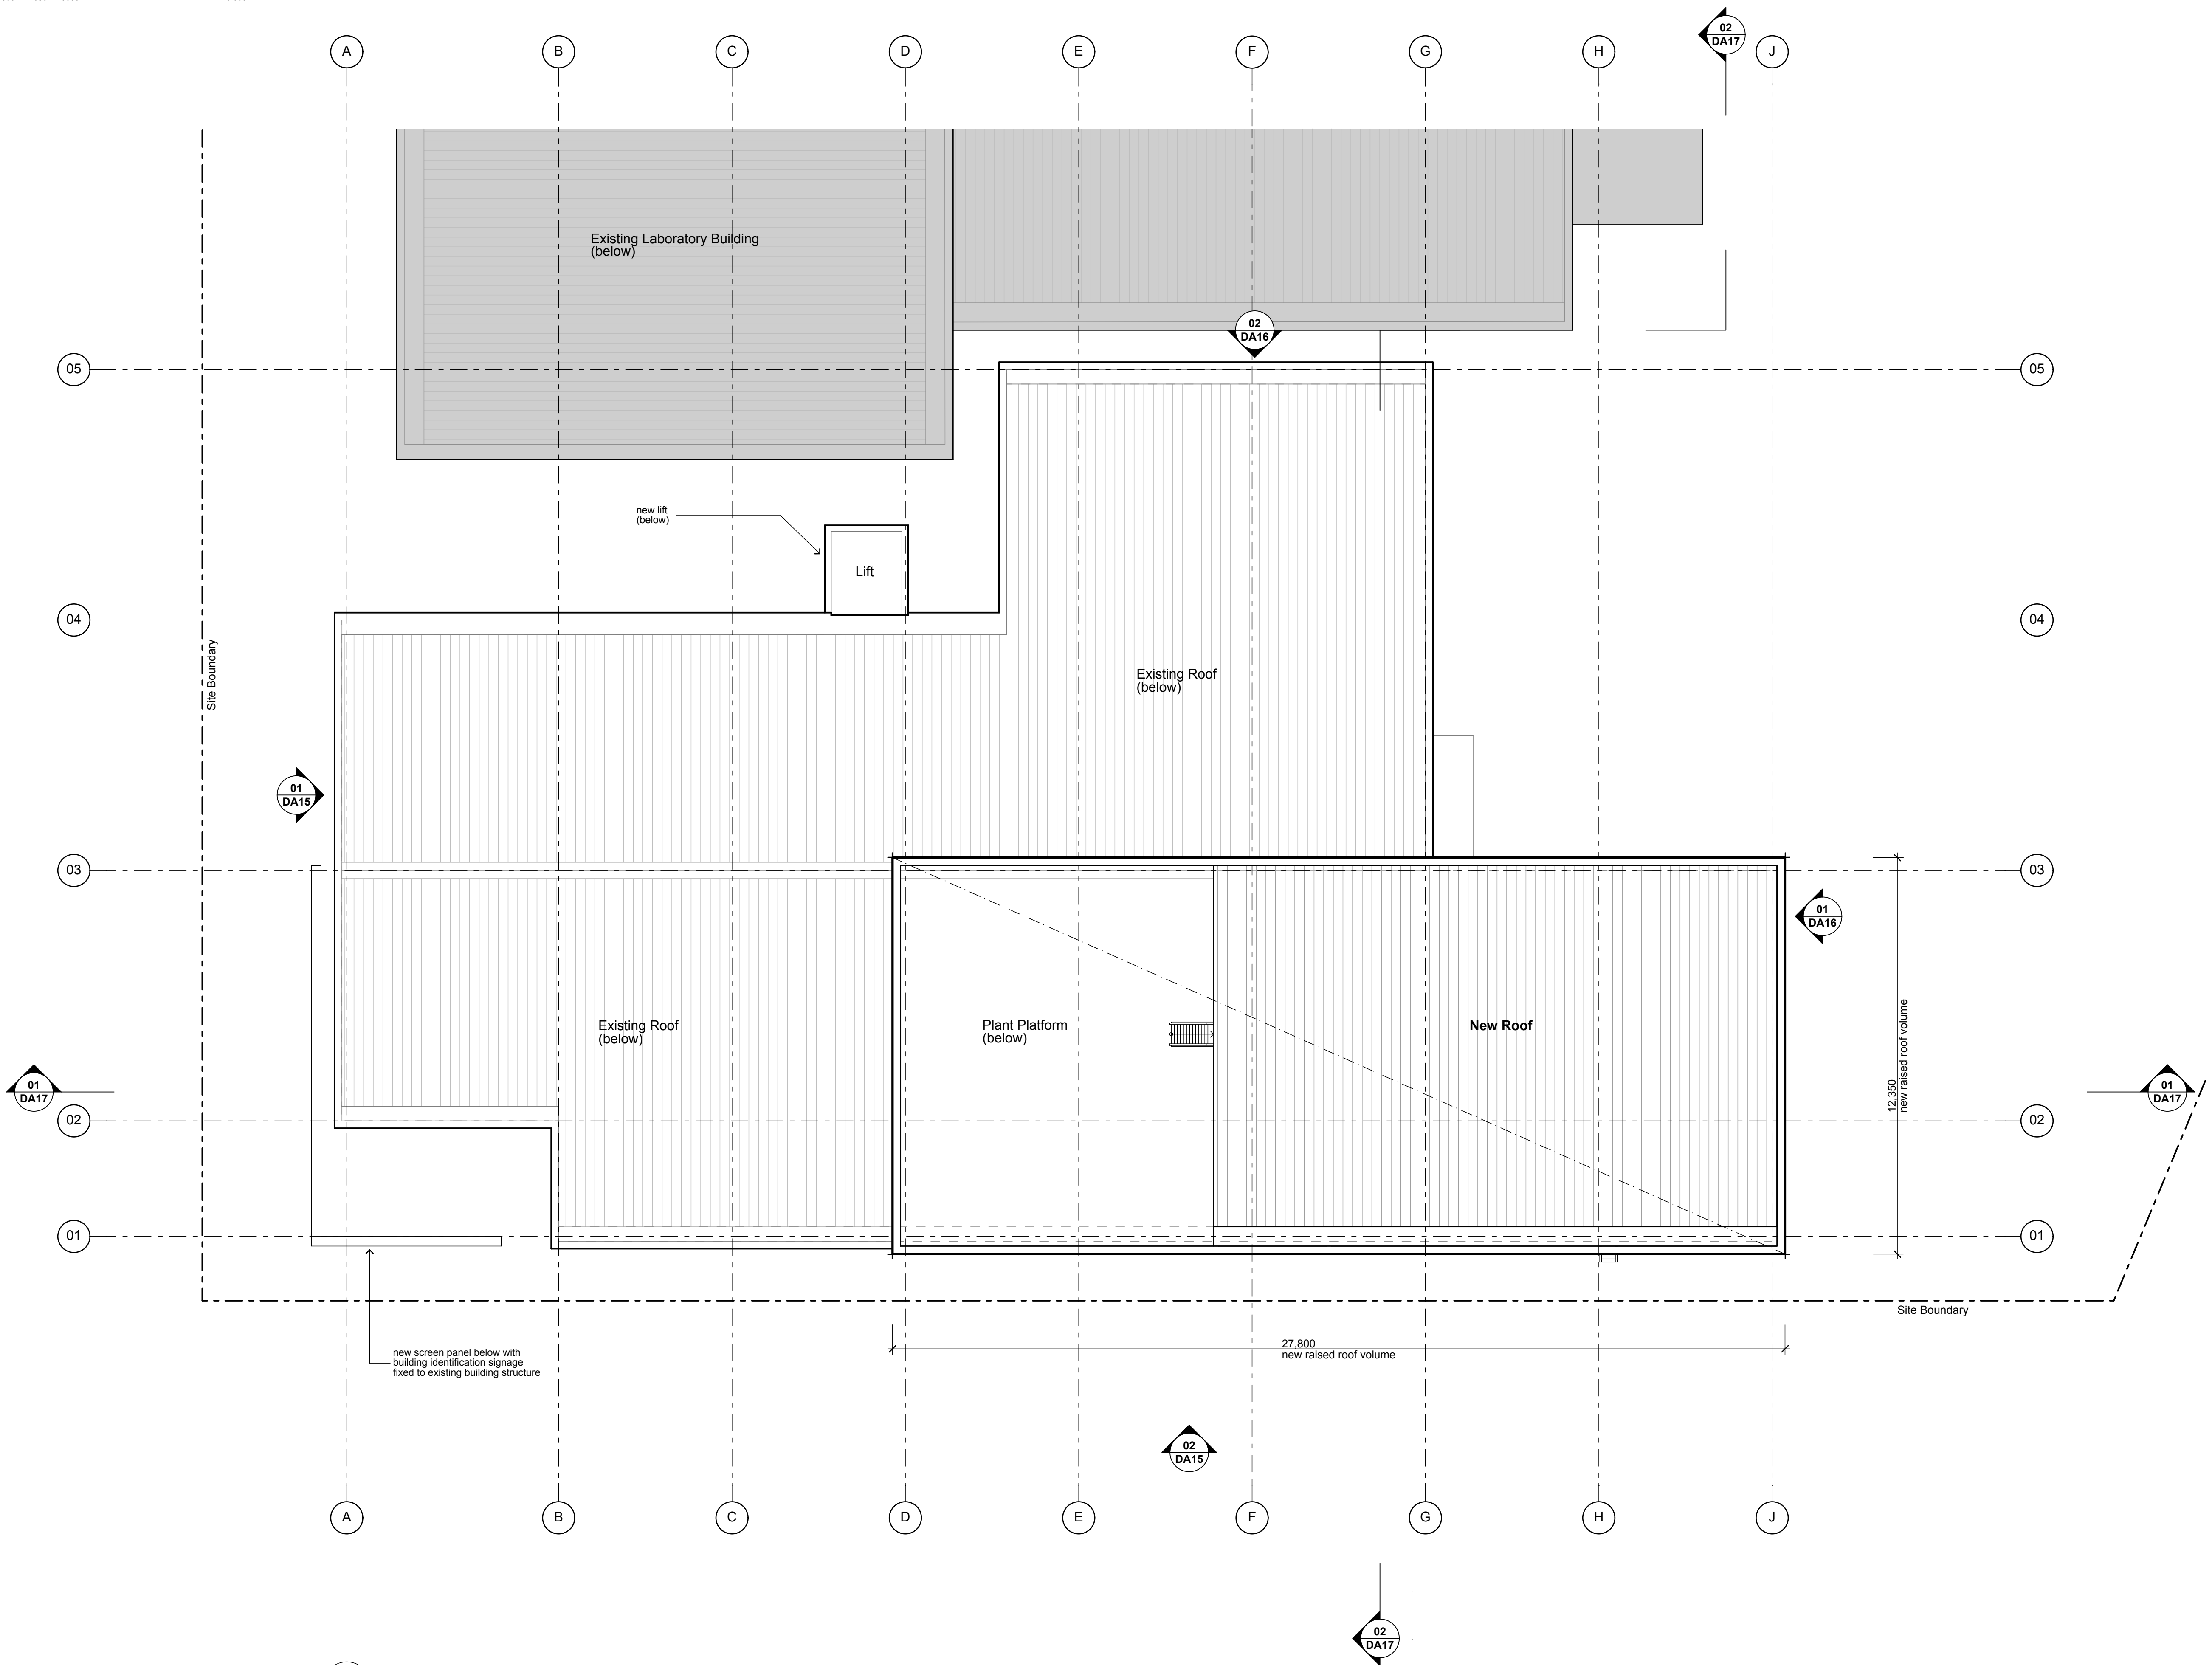 02
DA17
A
B
C
D
E
F
G
H
J
Existing Laboratory Building
(below)
02
DA16
05
05
new lift
(below)
Lift
04
04
Site Boundary
Existing Roof
(below)
01
DA15
03
03
01
DA16
Existing Roof
(below)
Plant Platform
(below)
New Roof
12,350
new raised roof volume
01
DA17
01
DA17
02
02
01
01
Site Boundary
27,800
new raised roof volume
new screen panel below with
building identification signage
fixed to existing building structure
02
DA15
A
B
C
D
E
F
G
H
J
02
DA17